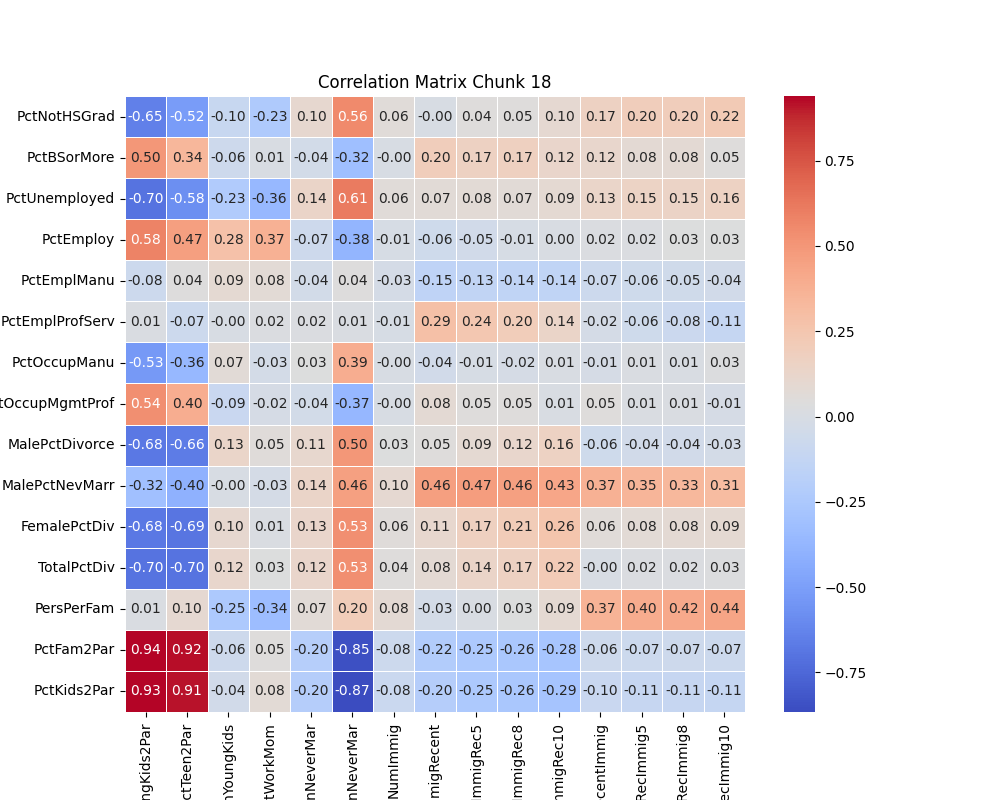 Correlation Matrix Chunk 18
PctNotHSGrad -0.65 -0.52 -0.10 -0.23 0.10 0.56 0.06 -0.00 0.04 0.05 0.10 0.17 0.20 0.20 0.22
PctBSorMore 0.50 0.34 -0.06 0.01 -0.04 -0.32 -0.00 0.20 0.17 0.17 0.12 0.12 0.08 0.08 0.05
PctUnemployed -0.70 -0.58 -0.23 -0.36 0.14 0.61 0.06 0.07 0.08 0.07 0.09 0.13 0.15 0.15 0.16
PctEmploy 0.58 0.47 0.28 0.37 -0.07 -0.38 -0.01 -0.06 -0.05 -0.01 0.00 0.02 0.02 0.03 0.03
PctEmplManu -0.08 0.04 0.09 0.08 -0.04 0.04 -0.03 -0.15 -0.13 -0.14 -0.14 -0.07 -0.06 -0.05 -0.04
PctEmplProfServ 0.01 -0.07 -0.00 0.02 0.02 0.01 -0.01 0.29 0.24 0.20 0.14 -0.02 -0.06 -0.08 -0.11
PctOccupManu -0.53 -0.36 0.07 -0.03 0.03 0.39 -0.00 -0.04 -0.01 -0.02 0.01 -0.01 0.01 0.01 0.03
tOccupMgmtProf 0.54 0.40 -0.09 -0.02 -0.04 -0.37 -0.00 0.08 0.05 0.05 0.01 0.05 0.01 0.01 -0.01
MalePctDivorce -0.68 -0.66 0.13 0.05 0.11 0.50 0.03 0.05 0.09 0.12 0.16 -0.06 -0.04 -0.04 -0.03
MalePctNevMarr -0.32 -0.40 -0.00 -0.03 0.14 0.46 0.10 0.46 0.47 0.46 0.43 0.37 0.35 0.33 0.31
FemalePctDiv -0.68 -0.69 0.10 0.01 0.13 0.53 0.06 0.11 0.17 0.21 0.26 0.06 0.08 0.08 0.09
TotalPctDiv -0.70 -0.70 0.12 0.03 0.12 0.53 0.04 0.08 0.14 0.17 0.22 -0.00 0.02 0.02 0.03
PersPerFam 0.01 0.10 -0.25 -0.34 0.07 0.20 0.08 -0.03 0.00 0.03 0.09 0.37 0.40 0.42 0.44
PctFam2Par 0.94 0.92 -0.06 0.05 -0.20 -0.85 -0.08 -0.22 -0.25 -0.26 -0.28 -0.06 -0.07 -0.07 -0.07
PctKids2Par 0.93 0.91 -0.04 0.08 -0.20 -0.87 -0.08 -0.20 -0.25 -0.26 -0.29 -0.10 -0.11 -0.11 -0.11
ngKids2Par
ctTeen2Par
nYoungKids
tWorkMom
nNeverMar
nNeverMar
NumImmig
migRecent
ImmigRec5
ImmigRec8
mmigRec10
centImmig
RecImmig5
RecImmig8
ecImmig10
0.75
0.50
0.25
0.00
−0.25
−0.50
−0.75